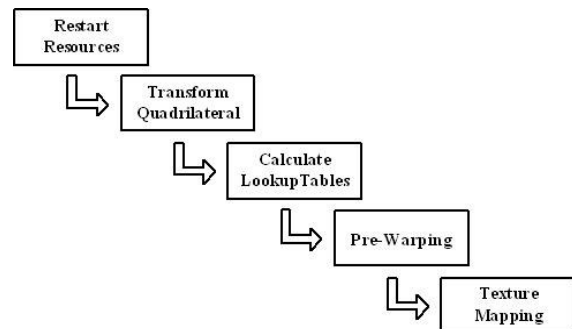 Restart
Resources
Transform
Quadrilateral
Calculate
LookupTables
Pre-Warping
Texture
Mapping